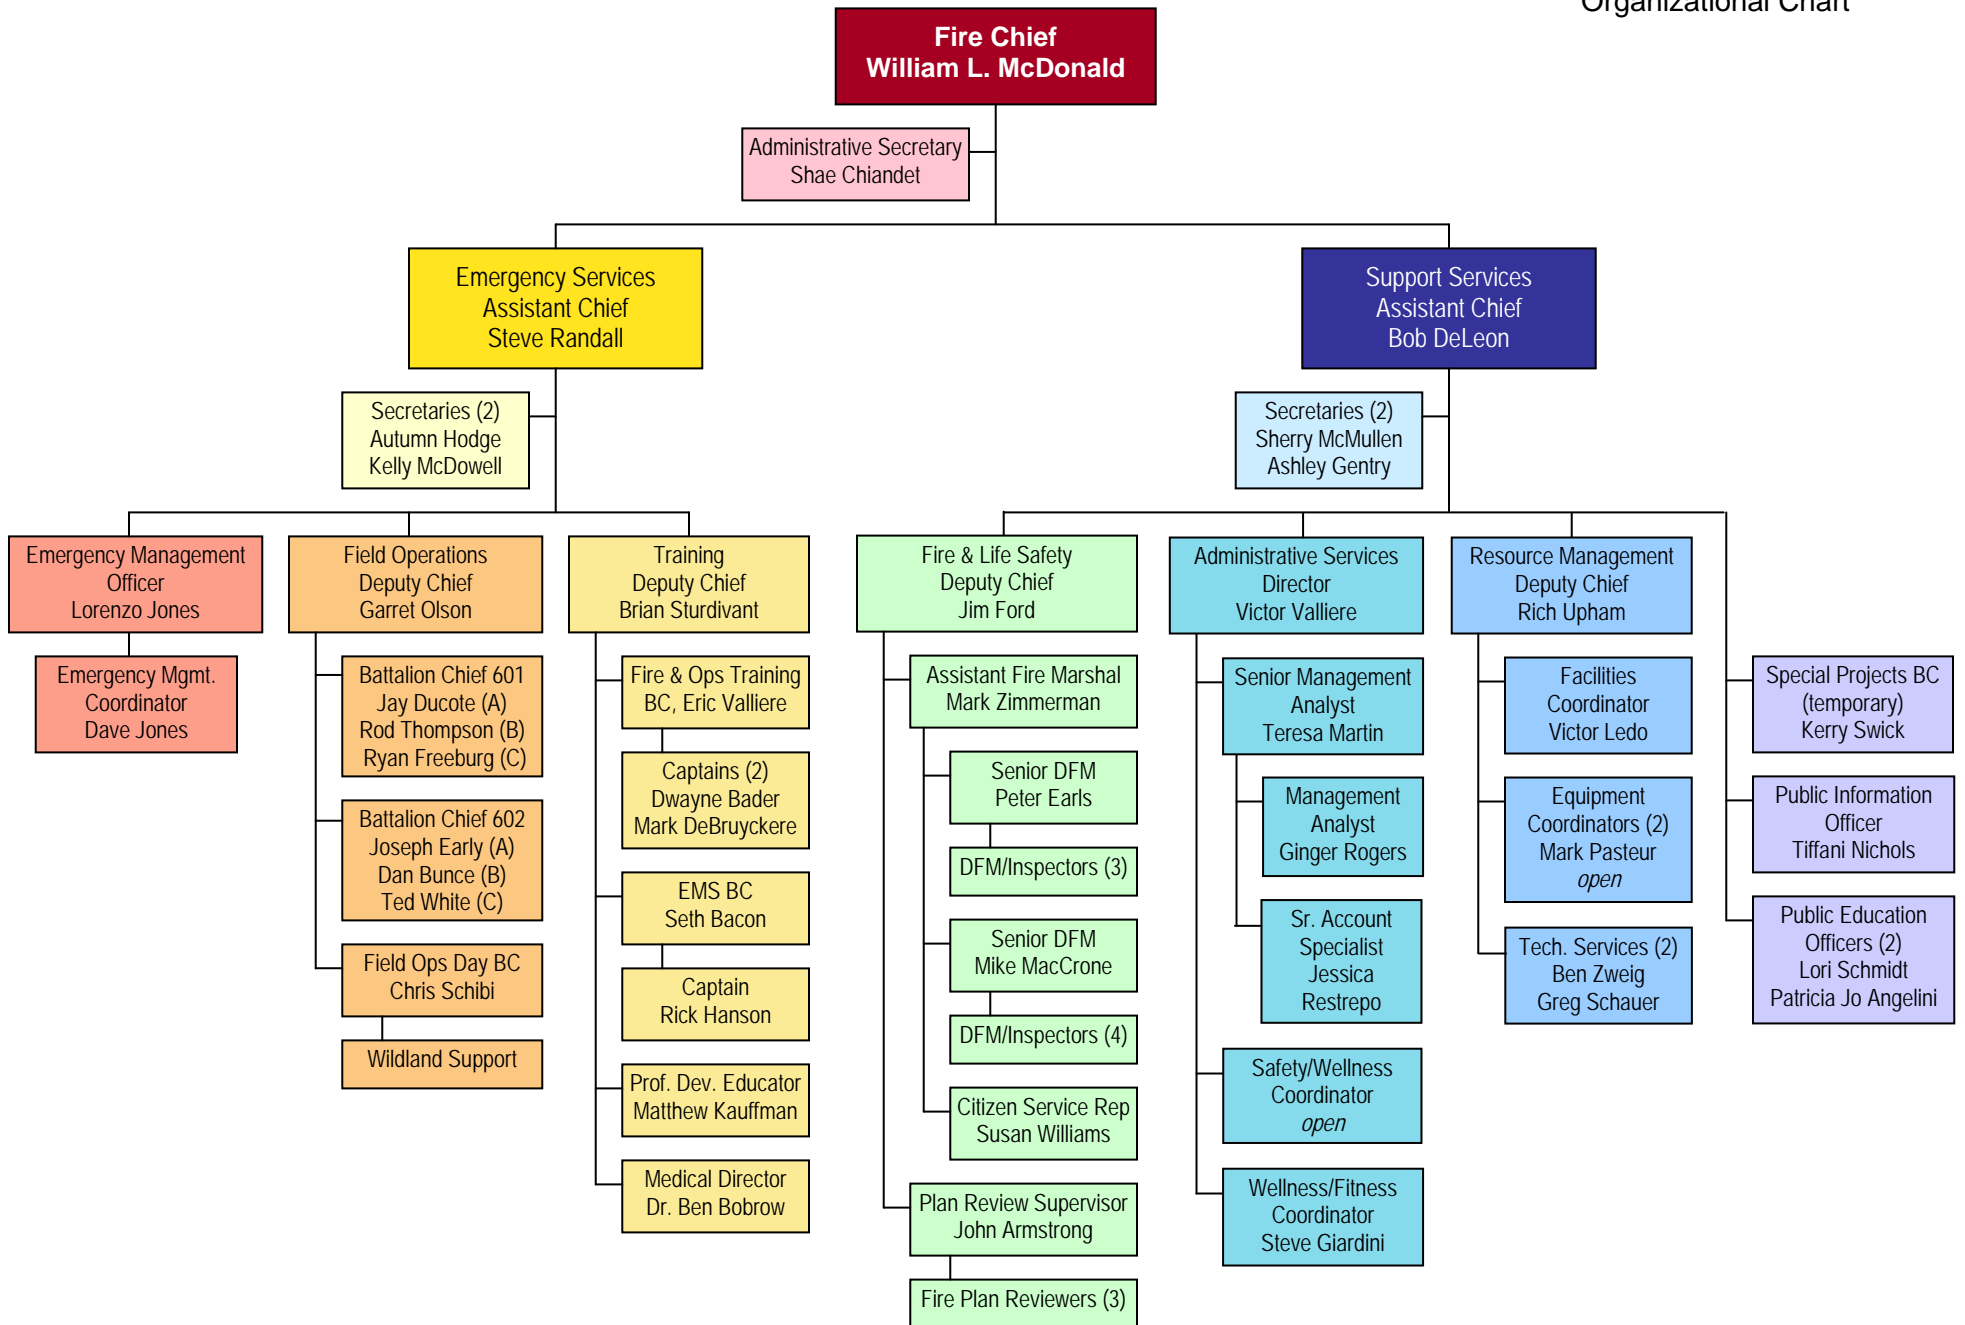 Organizational Chart
Fire Chief
William L. McDonald
Administrative Secretary
Shae Chiandet
Emergency Services
Assistant Chief
Steve Randall
Support Services
Assistant Chief
Bob DeLeon
Secretaries (2)
Autumn Hodge
Kelly McDowell
Secretaries (2)
Sherry McMullen
Ashley Gentry
Emergency Management
Officer
Lorenzo Jones
Emergency Mgmt.
Coordinator
Dave Jones
Field Operations
Deputy Chief
Garret Olson
Battalion Chief 601
Jay Ducote (A)
Rod Thompson (B)
Ryan Freeburg (C)
Battalion Chief 602
Joseph Early (A)
Dan Bunce (B)
Ted White (C)
Field Ops Day BC
Chris Schibi
Wildland Support
Training
Deputy Chief
Brian Sturdivant
Fire & Ops Training
BC, Eric Valliere
Captains (2)
Dwayne Bader
Mark DeBruyckere
EMS BC
Seth Bacon
Captain
Rick Hanson
Prof. Dev. Educator
Matthew Kauffman
Medical Director
Dr. Ben Bobrow
Fire & Life Safety
Deputy Chief
Jim Ford
Assistant Fire Marshal
Mark Zimmerman
Senior DFM
Peter Earls
DFM/Inspectors (3)
Senior DFM
Mike MacCrone
DFM/Inspectors (4)
Citizen Service Rep
Susan Williams
Plan Review Supervisor
John Armstrong
Fire Plan Reviewers (3)
Administrative Services
Director
Victor Valliere
Senior Management
Analyst
Teresa Martin
Management
Analyst
Ginger Rogers
Sr. Account
Specialist
Jessica
Restrepo
Safety/Wellness
Coordinator
open
Wellness/Fitness
Coordinator
Steve Giardini
Resource Management
Deputy Chief
Rich Upham
Facilities
Coordinator
Victor Ledo
Equipment
Coordinators (2)
Mark Pasteur
open
Tech. Services (2)
Ben Zweig
Greg Schauer
Special Projects BC
(temporary)
Kerry Swick
Public Information
Officer
Tiffani Nichols
Public Education
Officers (2)
Lori Schmidt
Patricia Jo Angelini